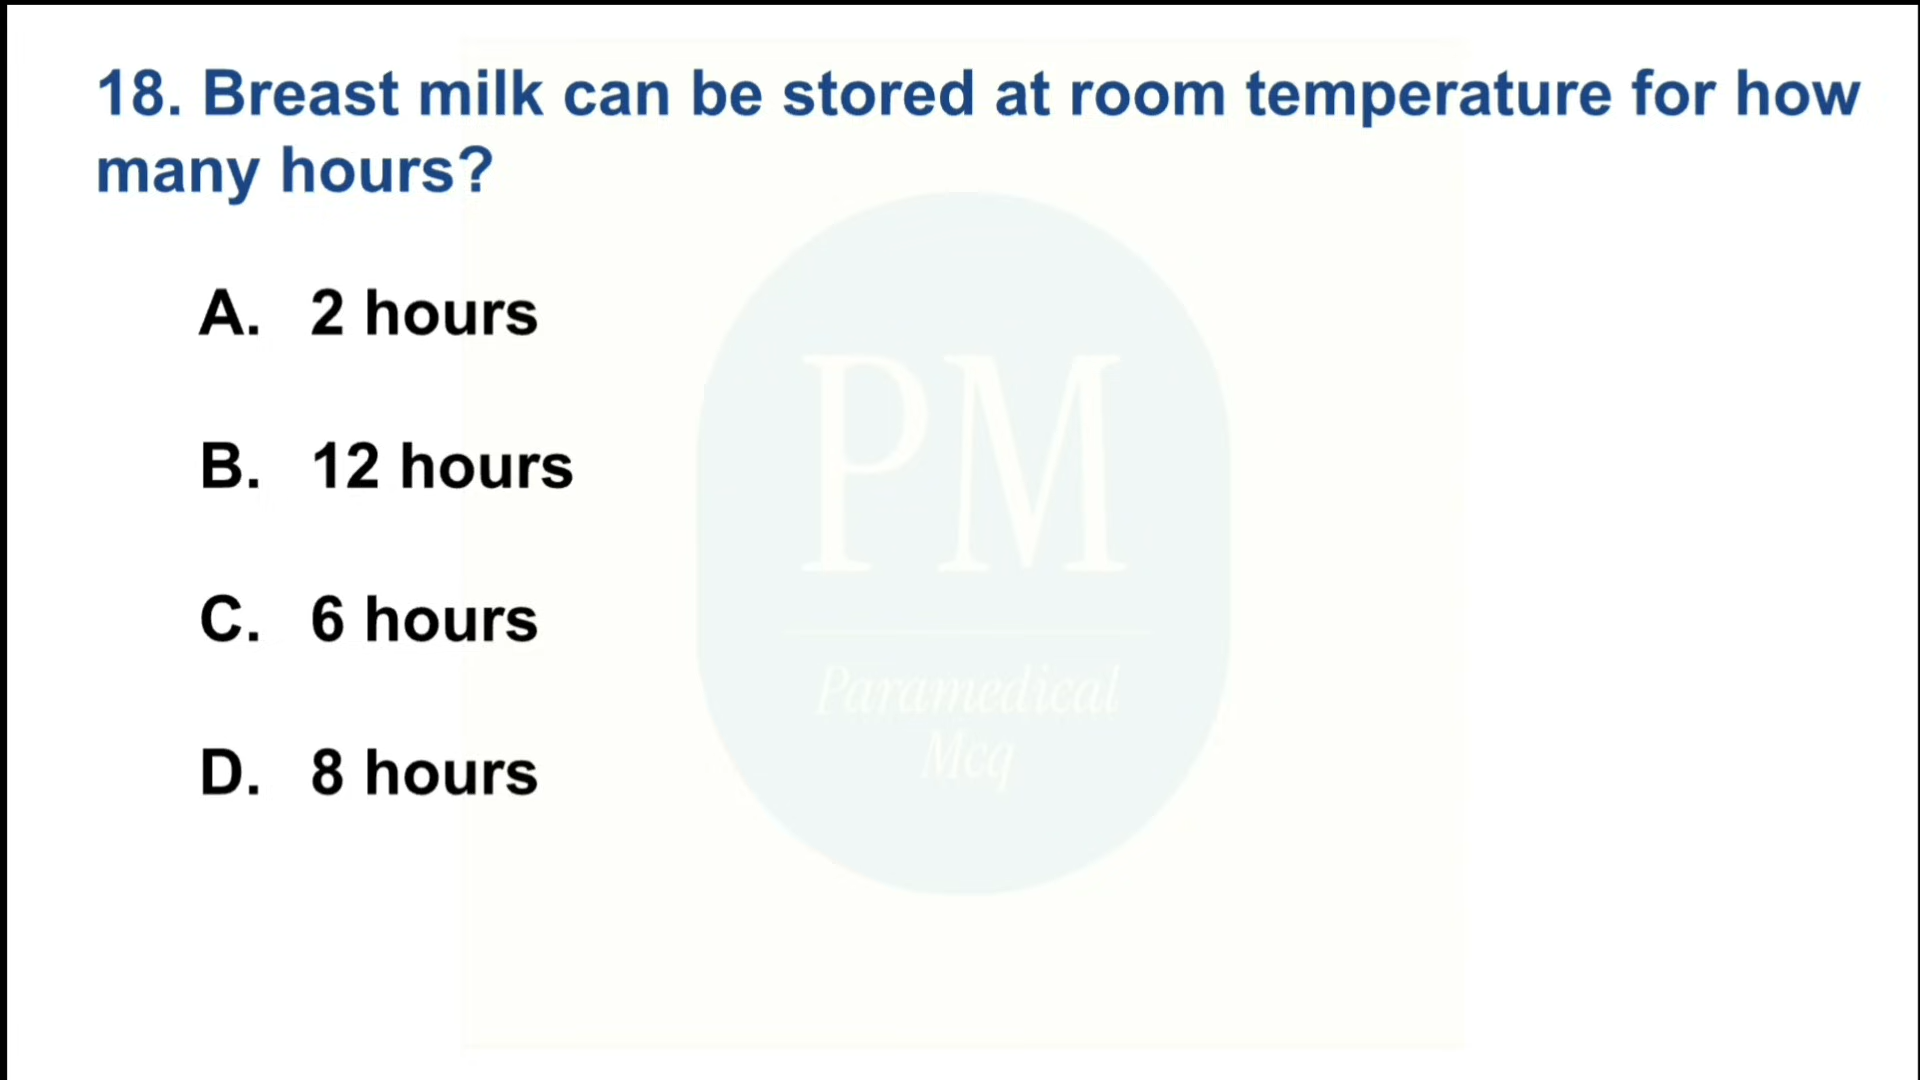 18. Breast milk can be stored at room temperature for how
many hours?
A. 2 hours
B. 12 hours
C. 6 hours
D. 8 hours
PM
Paramedical
Mcq